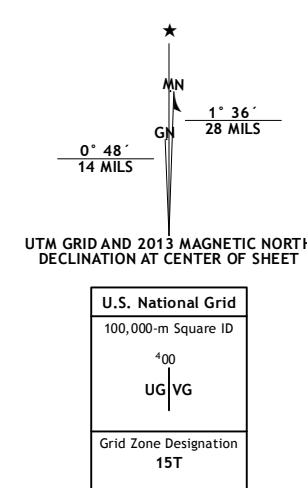 ★
MN
GN
1° 36´
28 MILS
0° 48´
14 MILS
UTM GRID AND 2013 MAGNETIC NORTH
DECLINATION AT CENTER OF SHEET
U.S. National Grid
100,000-m Square ID
⁴00
UG VG
Grid Zone Designation
15T